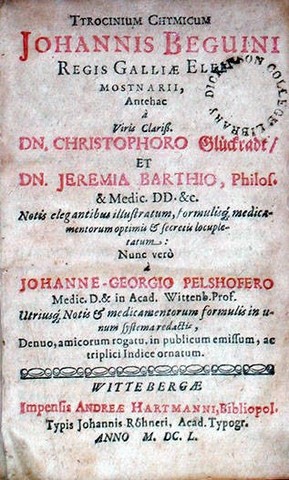 TYROCINIUM CHYMICUM
JOHANNIS BEGUINI
REGIS GALLIÆ ELEE
MOSYNARII,
Antehac
à
Viris Clariß.
DN. CHRISTOPHORO Glückradt/
ET
DN. JEREMIA BARTHIO, Philos.
& Medic. DD. &c.
Notis elegantibus illustratum, formulisq; medica-
mentorum optimis & secretis locuple-
tatum:
Nunc verò
à
JOHANNE-GEORGIO PELSHOFERO
Medic. D. & in Acad. Wittenb. Prof.
Utriusq; Notis & medicamentorum formulis in u-
num systema redactis,
Denuo, amicorum rogatu, in publicum emissum, ac
triplici Indice ornatum.
WITTEBERGÆ
Impensis ANDREÆ HARTMANNI, Bibliopol.
Typis Johannis Röhneri, Acad. Typogr.
ANNO M. DC. L.
DICKINSON COLLEGE LIBRARY